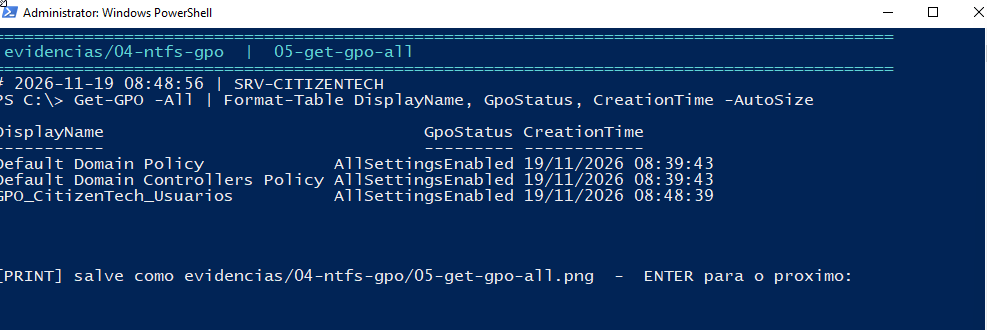 Administrator: Windows PowerShell
================================================================================
evidencias/04-ntfs-gpo | 05-get-gpo-all
================================================================================
# 2026-11-19 08:48:56 | SRV-CITIZENTECH
PS C:\> Get-GPO -All | Format-Table DisplayName, GpoStatus, CreationTime -AutoSize
DisplayName GpoStatus CreationTime
----------- --------- ------------
Default Domain Policy AllSettingsEnabled 19/11/2026 08:39:43
Default Domain Controllers Policy AllSettingsEnabled 19/11/2026 08:39:43
GPO_CitizenTech_Usuarios AllSettingsEnabled 19/11/2026 08:48:39
[PRINT] salve como evidencias/04-ntfs-gpo/05-get-gpo-all.png - ENTER para o proximo: